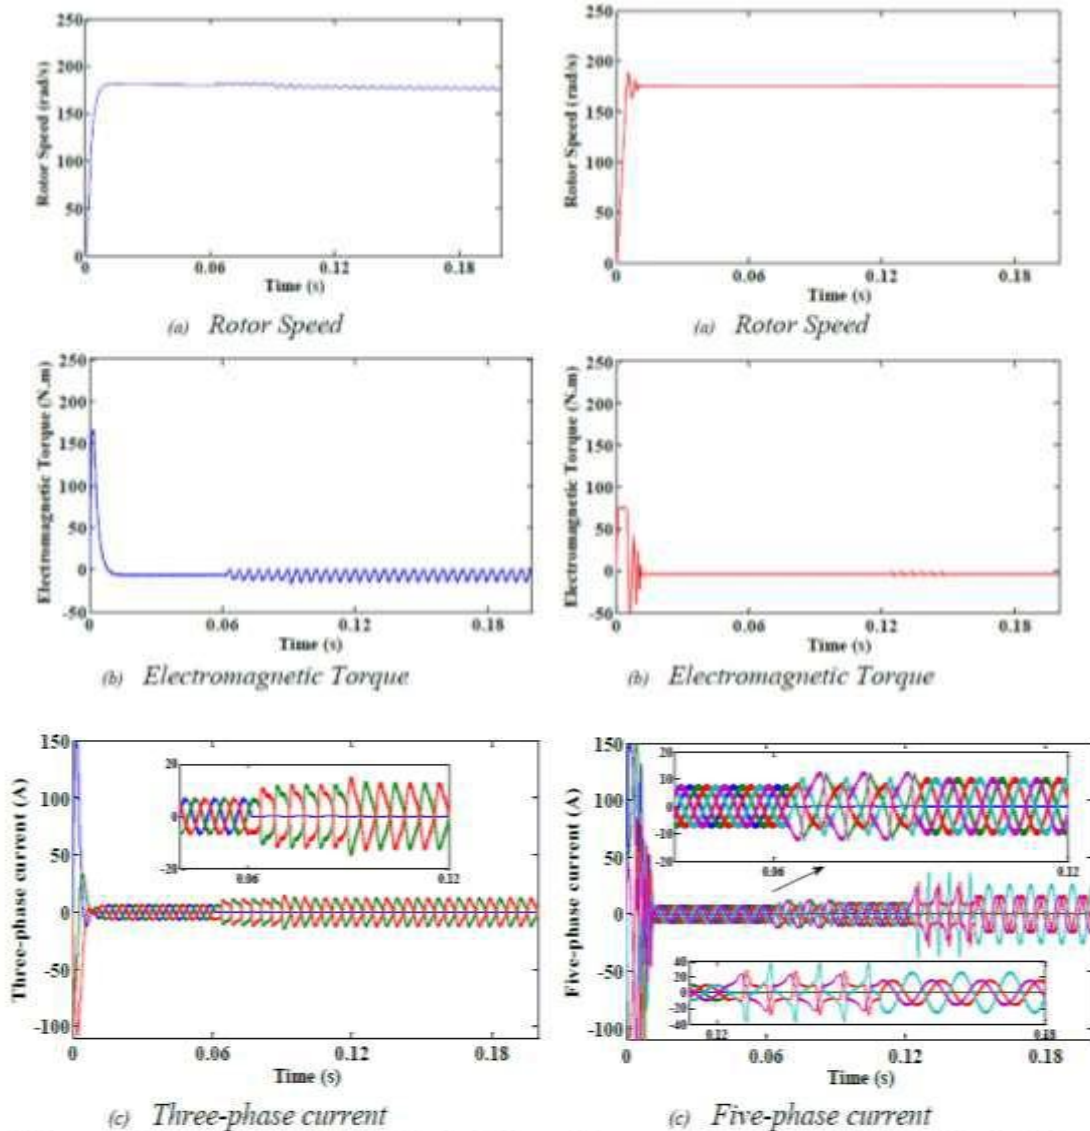 250
200
150
100
50
0
Rotor Speed (rad/s)
0 0.06 0.12 0.18
Time (s)
(a) Rotor Speed
250
200
150
100
50
0
Rotor Speed (rad/s)
0 0.06 0.12 0.18
Time (s)
(a) Rotor Speed
250
200
150
100
50
0
-50
Electromagnetic Torque (N.m)
0 0.06 0.12 0.18
Time (s)
(b) Electromagnetic Torque
250
200
150
100
50
0
-50
Electromagnetic Torque (N.m)
0 0.06 0.12 0.18
Time (s)
(b) Electromagnetic Torque
150
100
50
0
-50
-100
Three-phase current (A)
20
0
-20
0.06 0.12
0 0.06 0.12 0.18
Time (s)
(c) Three-phase current
150
100
50
0
-50
-100
Five-phase current (A)
20
10
0
-10
-20
0.06 0.12
40
20
0
-20
-40
0.12 0.18
0 0.06 0.12 0.18
Time (s)
(c) Five-phase current